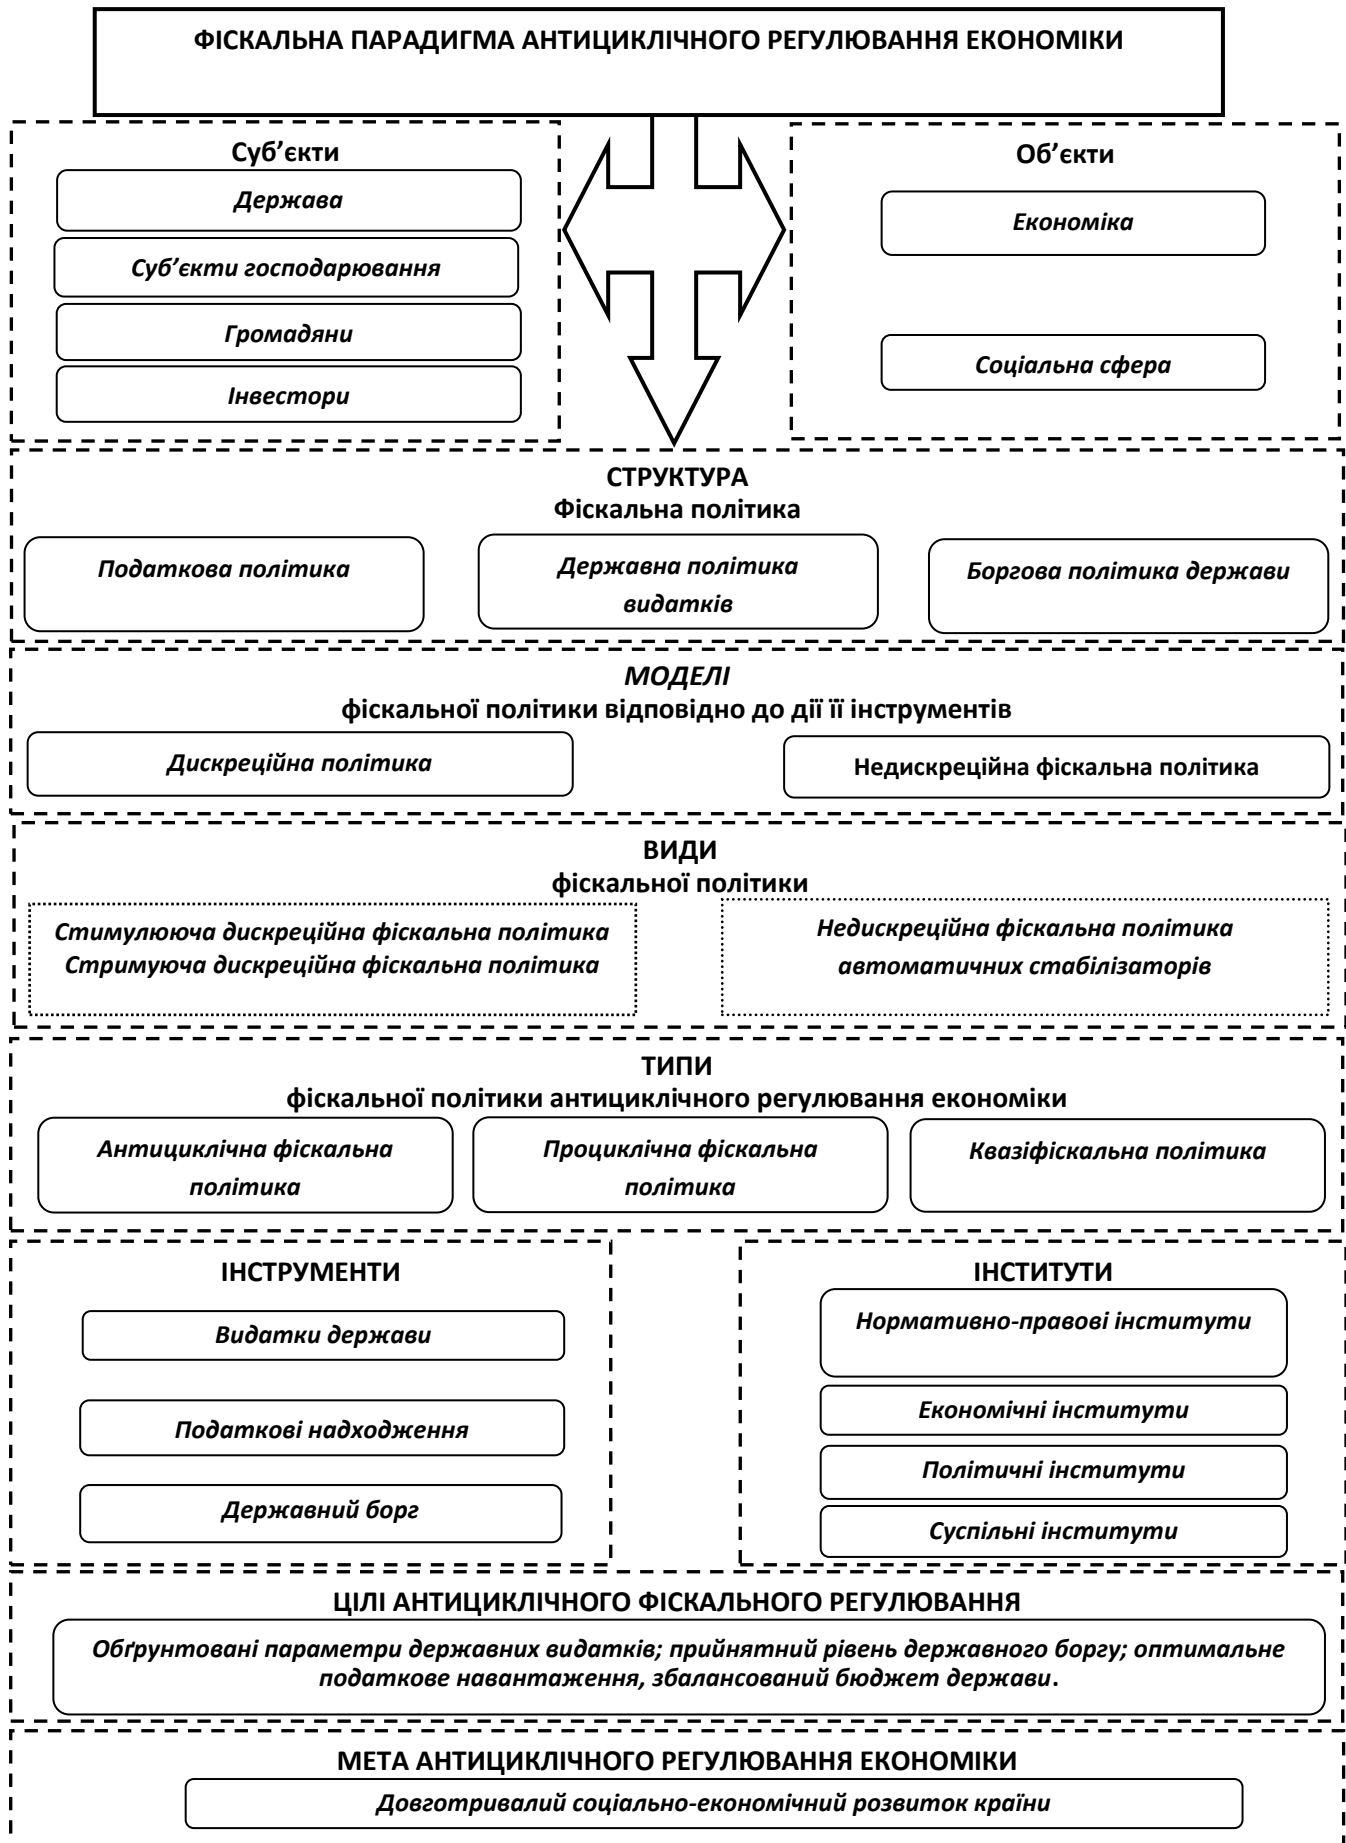 ФІСКАЛЬНА ПАРАДИГМА АНТИЦИКЛІЧНОГО РЕГУЛЮВАННЯ ЕКОНОМІКИ
Суб’єкти
Держава
Суб’єкти господарювання
Громадяни
Інвестори
Об’єкти
Економіка
Соціальна сфера
СТРУКТУРА
Фіскальна політика
Податкова політика
Державна політика
видатків
Боргова політика держави
МОДЕЛІ
фіскальної політики відповідно до дії її інструментів
Дискреційна політика
Недискреційна фіскальна політика
ВИДИ
фіскальної політики
Стимулююча дискреційна фіскальна політика
Стримуюча дискреційна фіскальна політика
Недискреційна фіскальна політика
автоматичних стабілізаторів
ТИПИ
фіскальної політики антициклічного регулювання економіки
Антициклічна фіскальна
політика
Проциклічна фіскальна
політика
Квазіфіскальна політика
ІНСТРУМЕНТИ
Видатки держави
Податкові надходження
Державний борг
ІНСТИТУТИ
Нормативно-правові інститути
Економічні інститути
Політичні інститути
Суспільні інститути
ЦІЛІ АНТИЦИКЛІЧНОГО ФІСКАЛЬНОГО РЕГУЛЮВАННЯ
Обґрунтовані параметри державних видатків; прийнятний рівень державного боргу; оптимальне
податкове навантаження, збалансований бюджет держави.
МЕТА АНТИЦИКЛІЧНОГО РЕГУЛЮВАННЯ ЕКОНОМІКИ
Довготривалий соціально-економічний розвиток країни